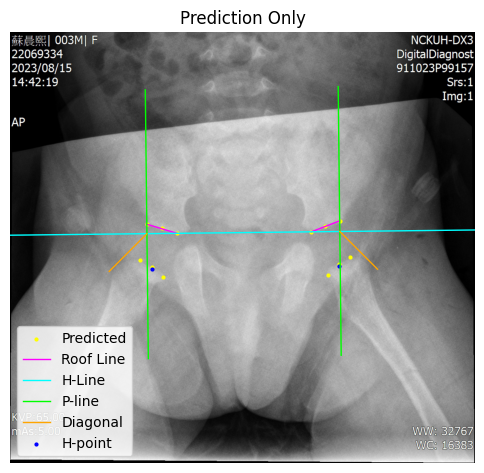 Prediction Only
蘇晨熙| 003M| F
22069334
2023/08/15
14:42:19
AP
NCKUH-DX3
DigitalDiagnost
911023P99157
Srs:1
Img:1
Predicted
Roof Line
H-Line
P-line
Diagonal
H-point
WW: 32767
WC: 16383